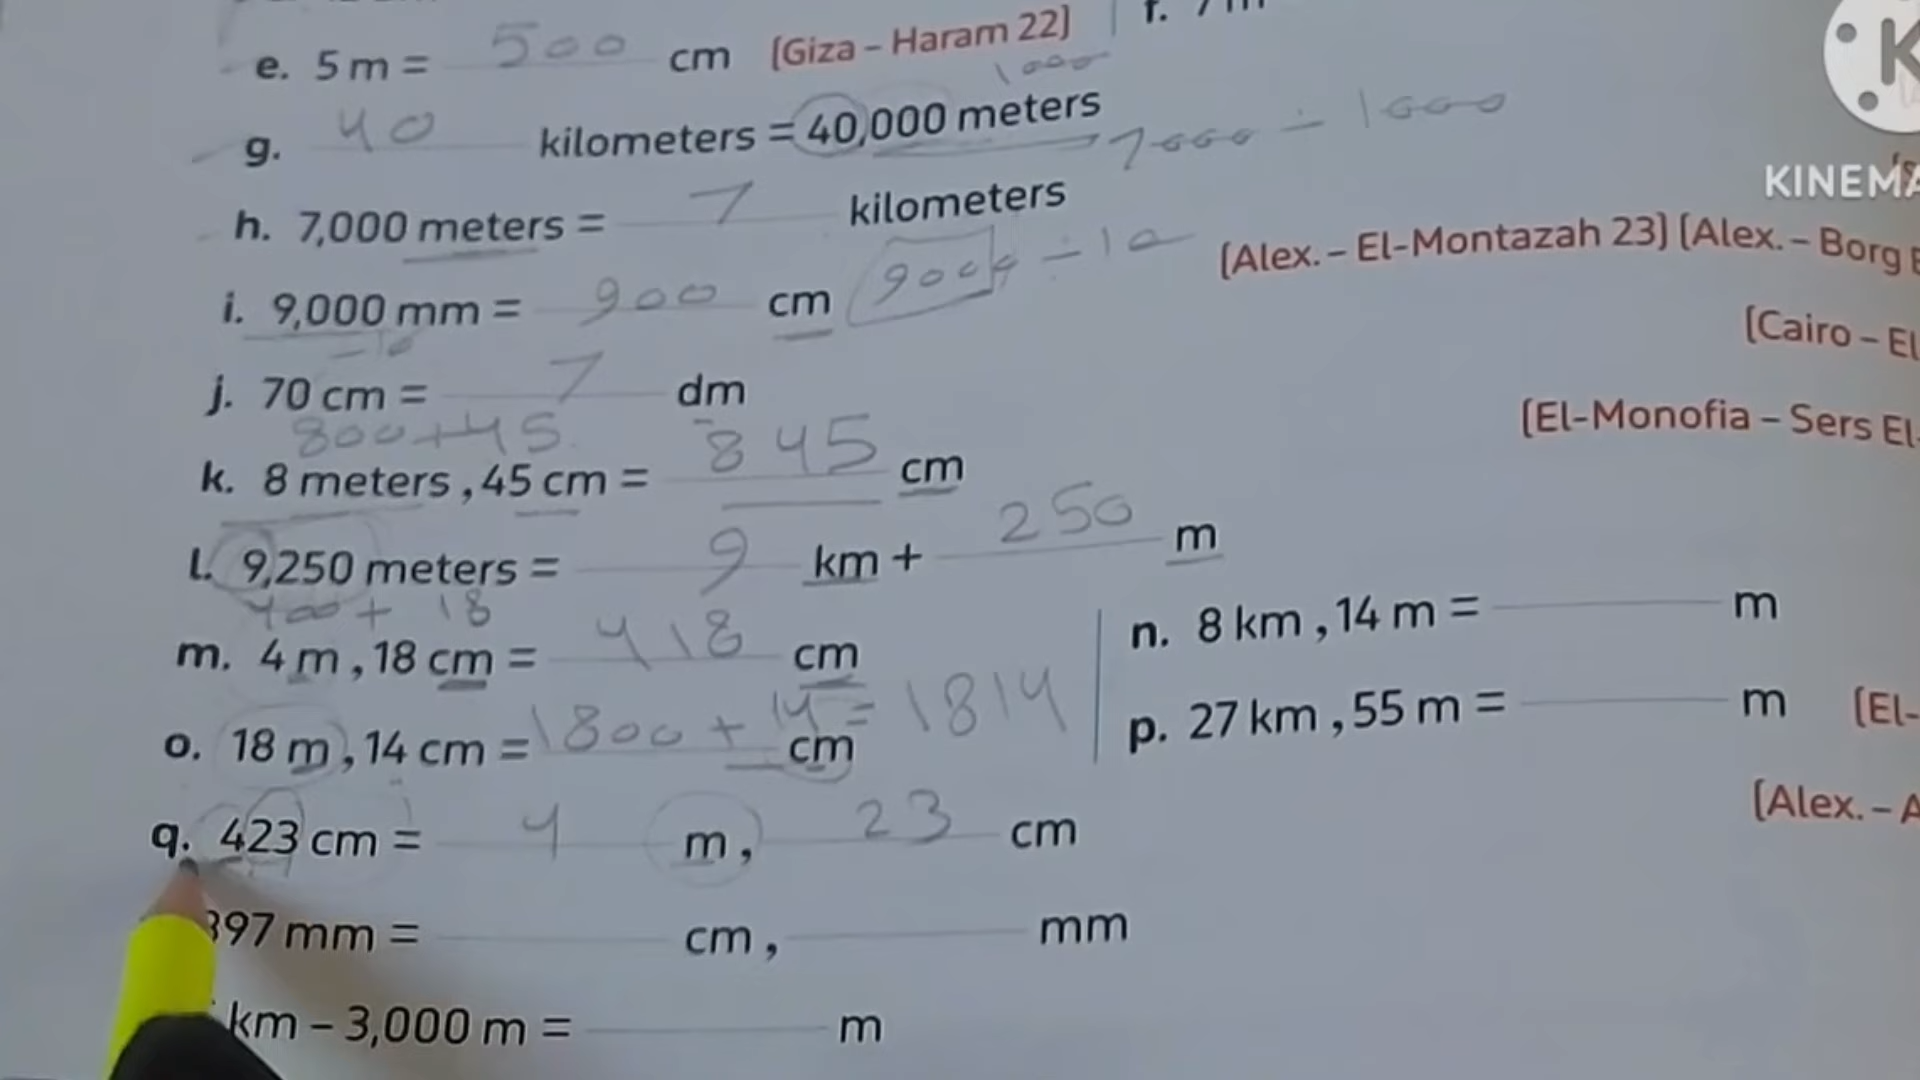 e. 5 m = 500 cm [Giza – Haram 22]
1000
g. 40 kilometers = 40,000 meters
7000 ÷ 1000
h. 7,000 meters = 7 kilometers
i. 9,000 mm = 900 cm 9000 ÷ 10 [Alex. – El-Montazah 23] [Alex. – Borg
÷10
[Cairo – El
j. 70 cm = 7 dm
[El-Monofia – Sers El-
800 + 45
k. 8 meters , 45 cm = 845 cm
l. 9,250 meters = 9 km + 250 m
400 + 18
m. 4 m , 18 cm = 418 cm
n. 8 km , 14 m = m
o. 18 m , 14 cm = 1800 + 14 = 1814 cm
p. 27 km , 55 m = m [El-
q. 423 cm = 4 m , 23 cm
[Alex. – A
397 mm = cm , mm
km – 3,000 m = m
KINEMA